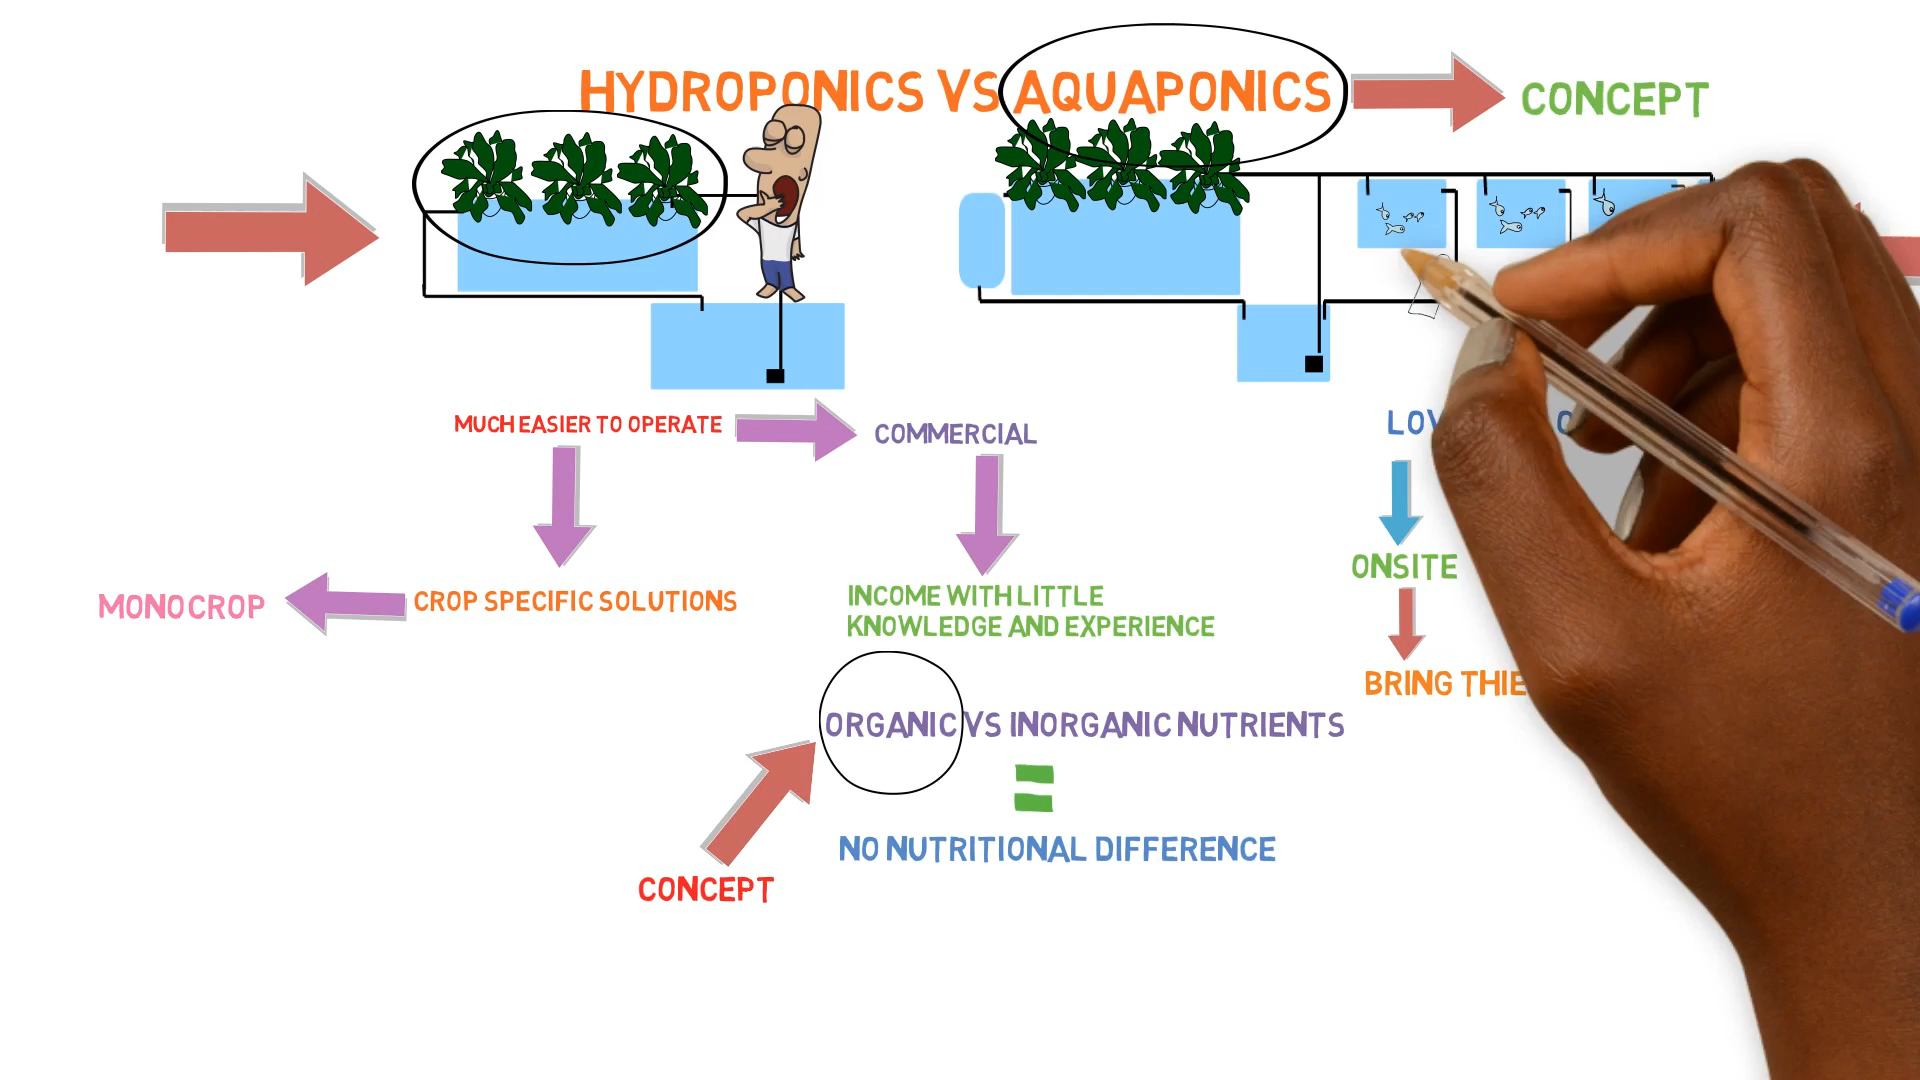 HYDROPONICS VS AQUAPONICS
CONCEPT
MUCH EASIER TO OPERATE
COMMERCIAL
MONOCROP
CROP SPECIFIC SOLUTIONS
INCOME WITH LITTLE
KNOWLEDGE AND EXPERIENCE
ONSITE
BRING
ORGANIC VS INORGANIC NUTRIENTS
NO NUTRITIONAL DIFFERENCE
CONCEPT